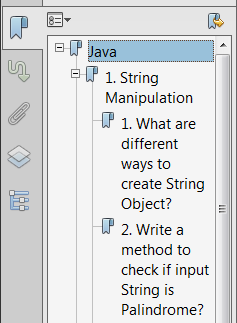 Java
1. String
Manipulation
1. What are
different
ways to
create String
Object?
2. Write a
method to
check if input
String is
Palindrome?